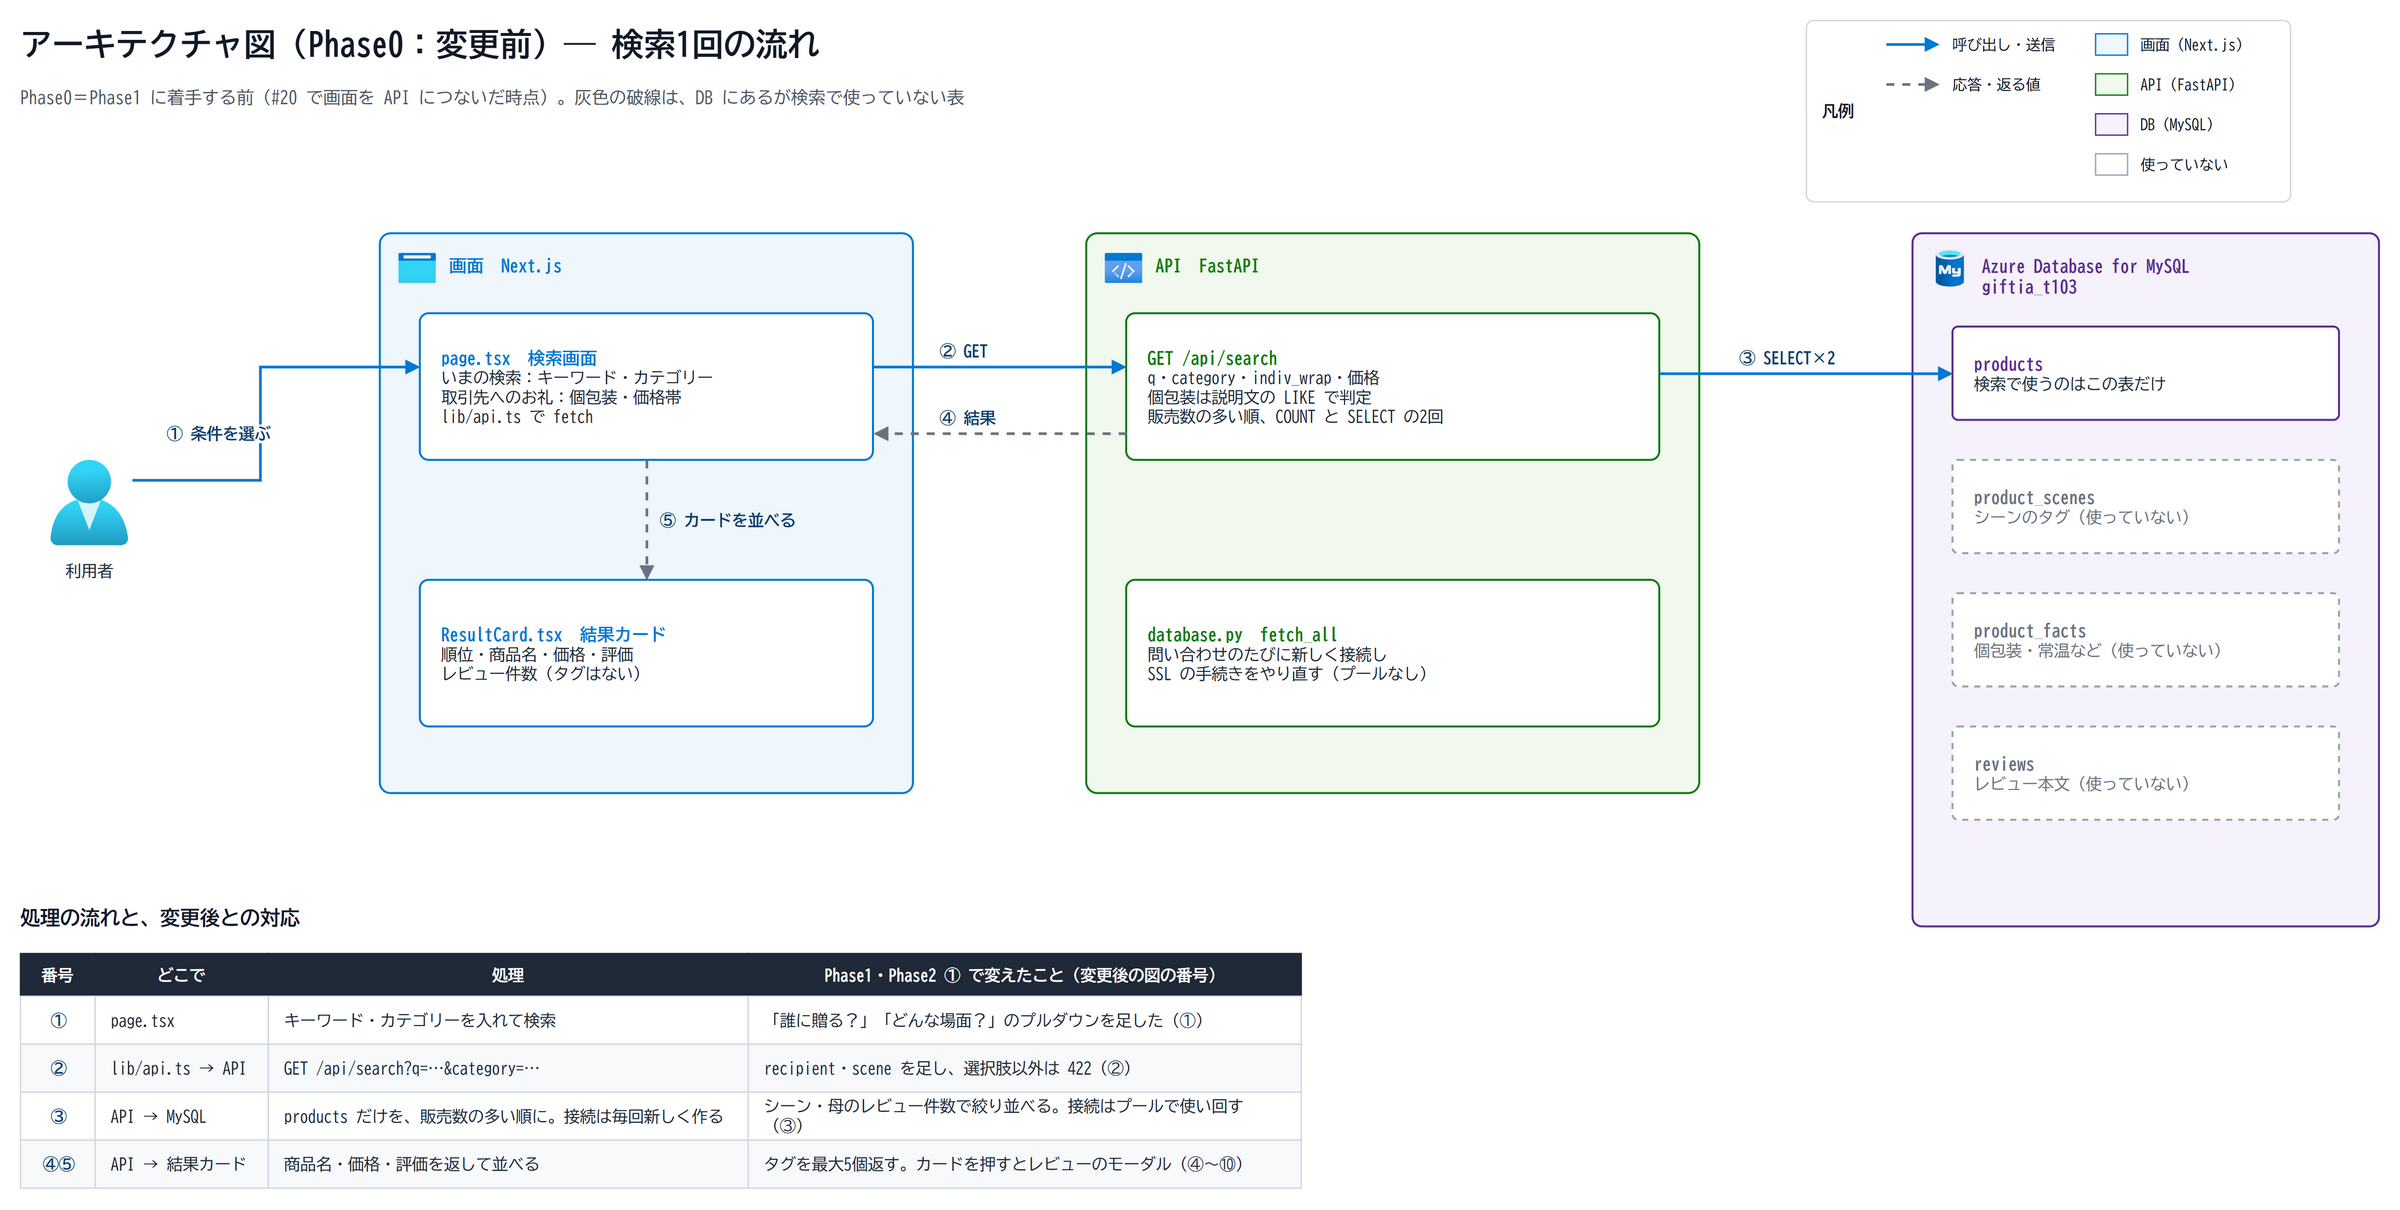 アーキテクチャ図（Phase0：変更前）— 検索1回の流れ
Phase0＝Phase1 に着手する前（#20 で画面を API につないだ時点）。灰色の破線は、DB にあるが検索で使っていない表
凡例
呼び出し・送信
応答・返る値
画面（Next.js）
API（FastAPI）
DB（MySQL）
使っていない
① 条件を選ぶ
利用者
画面　Next.js
page.tsx　検索画面
いまの検索：キーワード・カテゴリー
取引先へのお礼：個包装・価格帯
lib/api.ts で fetch
⑤ カードを並べる
ResultCard.tsx　結果カード
順位・商品名・価格・評価
レビュー件数（タグはない）
② GET
④ 結果
API　FastAPI
GET /api/search
q・category・indiv_wrap・価格
個包装は説明文の LIKE で判定
販売数の多い順、COUNT と SELECT の2回
database.py　fetch_all
問い合わせのたびに新しく接続し
SSL の手続きをやり直す（プールなし）
③ SELECT×2
Azure Database for MySQL
giftia_t103
products
検索で使うのはこの表だけ
product_scenes
シーンのタグ（使っていない）
product_facts
個包装・常温など（使っていない）
reviews
レビュー本文（使っていない）
処理の流れと、変更後との対応
番号　どこで　処理　Phase1・Phase2 ① で変えたこと（変更後の図の番号）
①　page.tsx　キーワード・カテゴリーを入れて検索　「誰に贈る？」「どんな場面？」のプルダウンを足した（①）
②　lib/api.ts → API　GET /api/search?q=…&category=…　recipient・scene を足し、選択肢以外は 422（②）
③　API → MySQL　products だけを、販売数の多い順に。接続は毎回新しく作る　シーン・母のレビュー件数で絞り並べる。接続はプールで使い回す
（③）
④⑤　API → 結果カード　商品名・価格・評価を返して並べる　タグを最大5個返す。カードを押すとレビューのモーダル（④〜⑩）